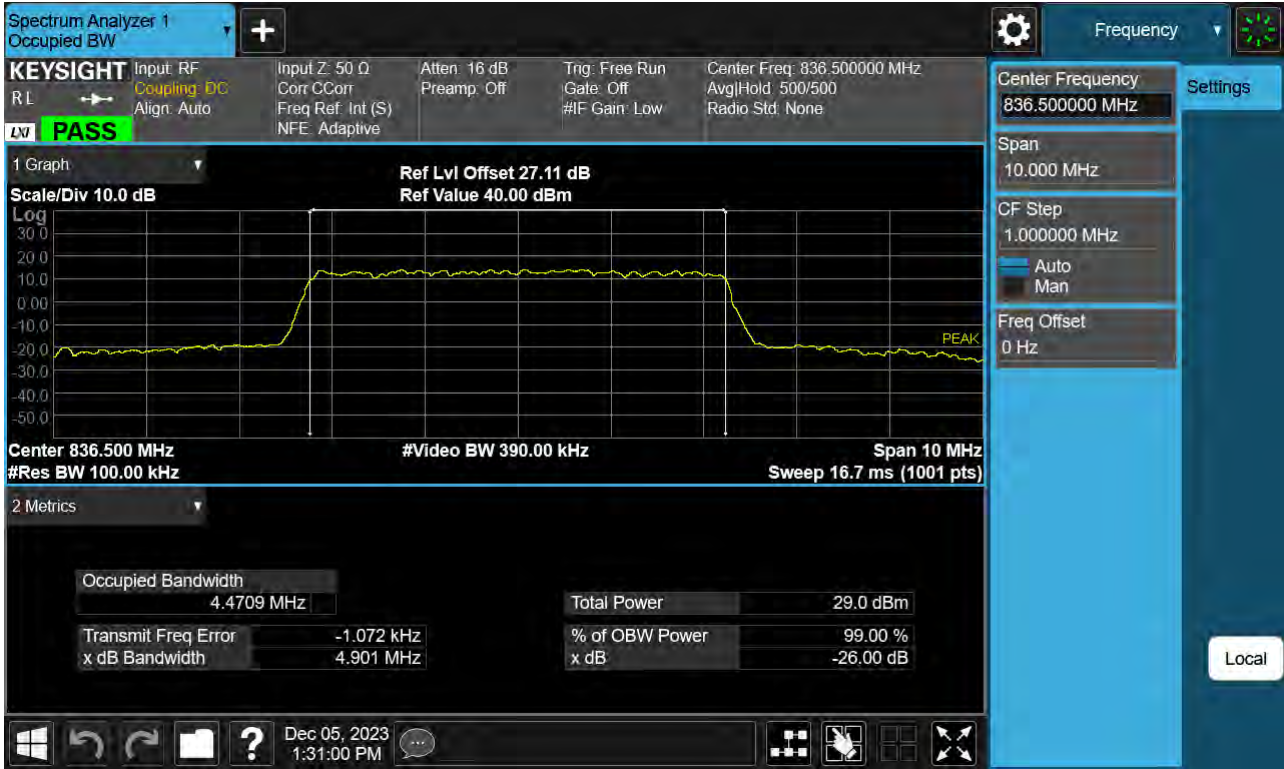 Spectrum Analyzer 1
Occupied BW
+
Frequency
KEYSIGHT
R L
LXI
PASS
Input: RF
Coupling: DC
Align: Auto
Input Z: 50 Ω
Corr CCorr
Freq Ref: Int (S)
NFE: Adaptive
Atten: 16 dB
Preamp: Off
Trig: Free Run
Gate: Off
#IF Gain: Low
Center Freq: 836.500000 MHz
Avg|Hold: 500/500
Radio Std: None
Center Frequency
836.500000 MHz
Settings
Span
10.000 MHz
CF Step
1.000000 MHz
Auto
Man
Freq Offset
0 Hz
Local
1 Graph
Scale/Div 10.0 dB
Ref Lvl Offset 27.11 dB
Ref Value 40.00 dBm
Log
30.0
20.0
10.0
0.00
-10.0
-20.0
-30.0
-40.0
-50.0
PEAK
Center 836.500 MHz
#Video BW 390.00 kHz
Span 10 MHz
#Res BW 100.00 kHz
Sweep 16.7 ms (1001 pts)
2 Metrics
Occupied Bandwidth
4.4709 MHz
Total Power 29.0 dBm
Transmit Freq Error -1.072 kHz
% of OBW Power 99.00 %
x dB Bandwidth 4.901 MHz
x dB -26.00 dB
?
Dec 05, 2023
1:31:00 PM